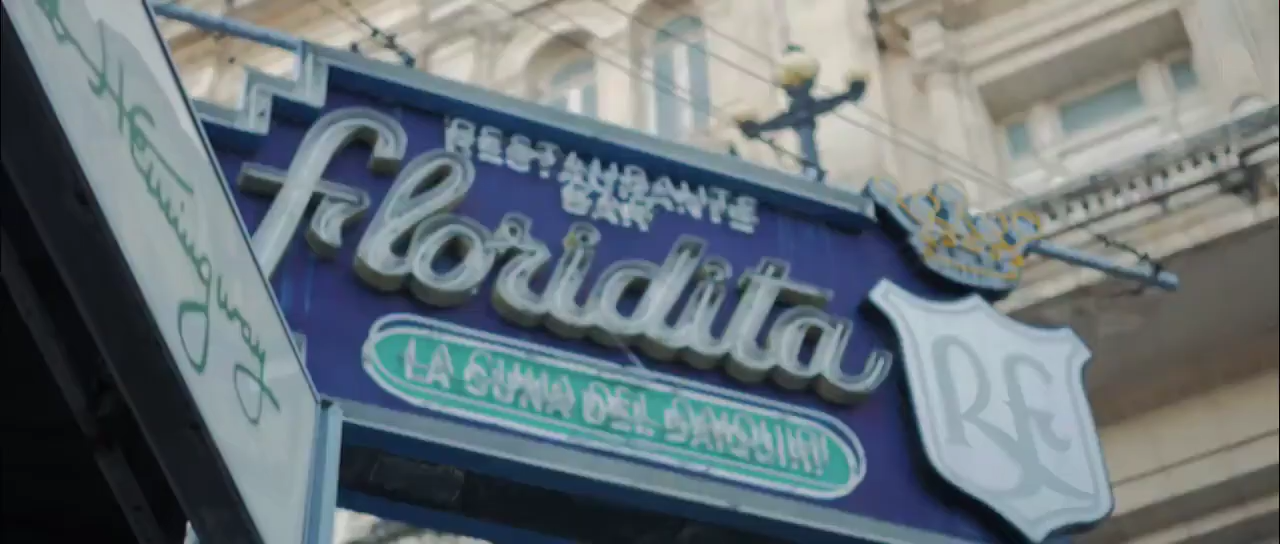 Hemingway
RESTAURANTE
BAR
floridita
LA CUNA DEL DAIQUIRI
RF